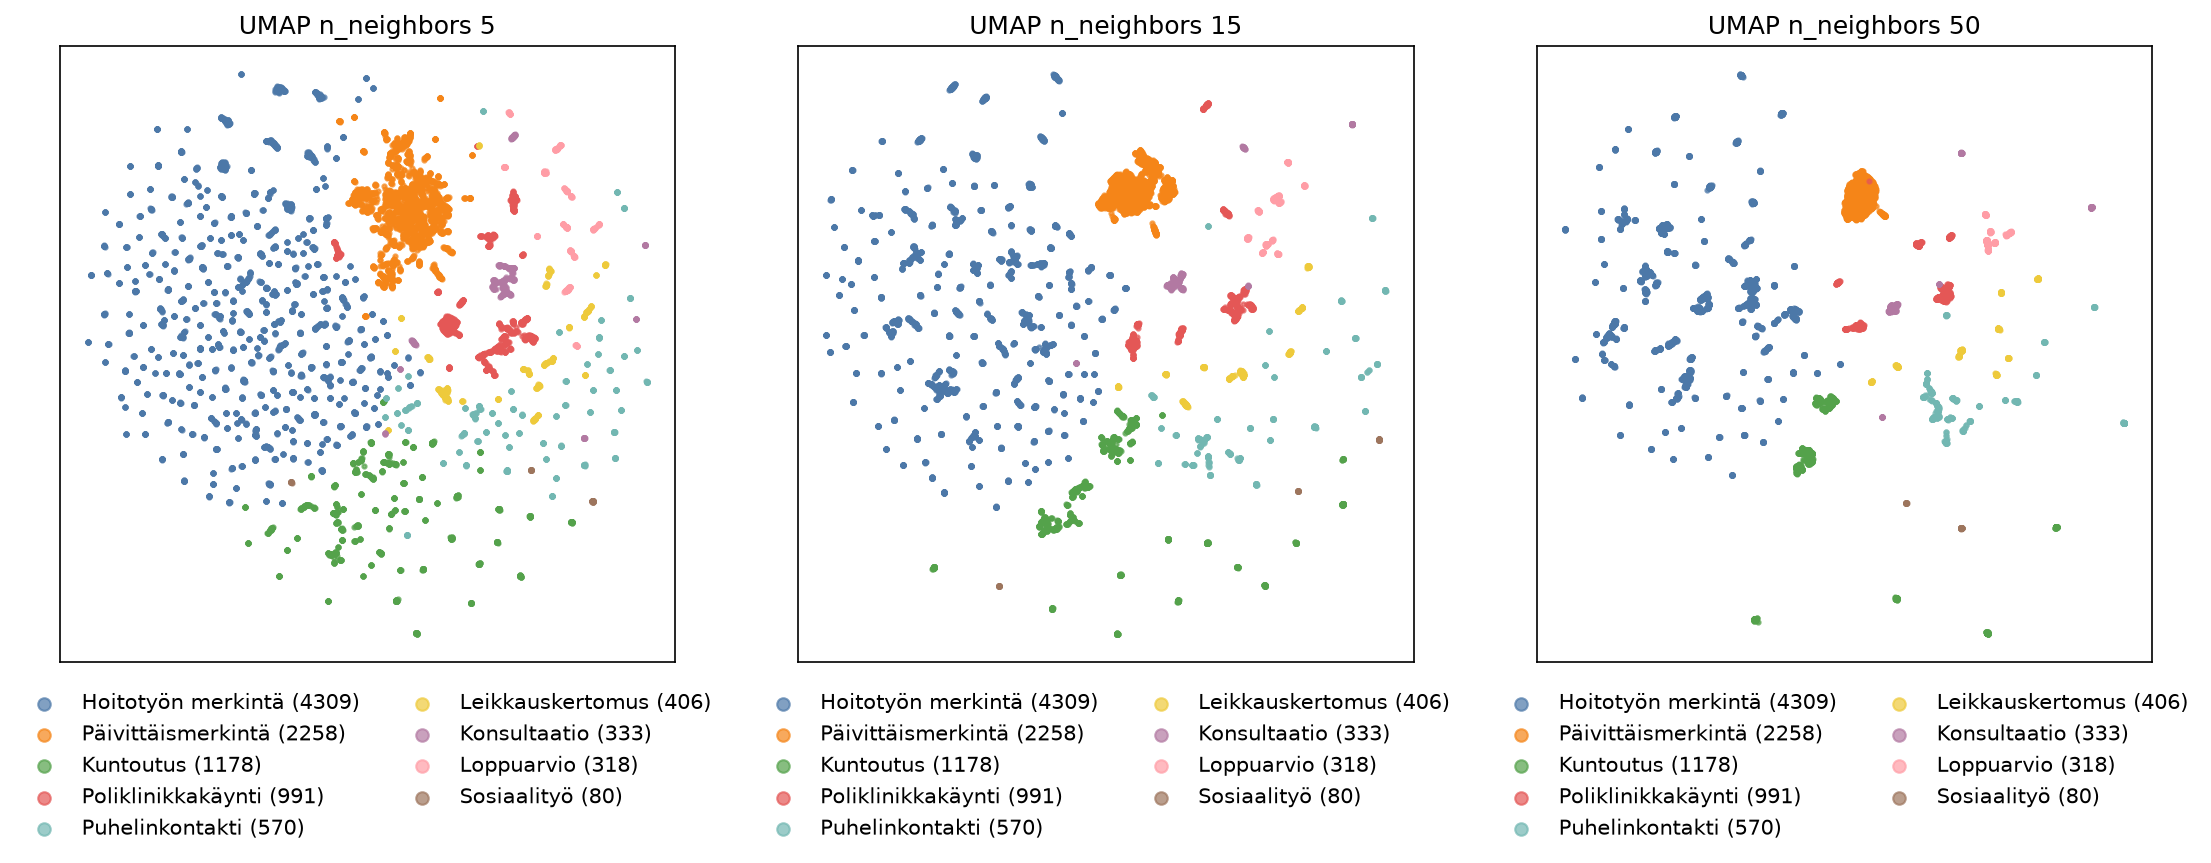 UMAP n_neighbors 5
Hoitotyön merkintä (4309)
Päivittäismerkintä (2258)
Kuntoutus (1178)
Poliklinikkakäynti (991)
Puhelinkontakti (570)
Leikkauskertomus (406)
Konsultaatio (333)
Loppuarvio (318)
Sosiaalityö (80)
UMAP n_neighbors 15
Hoitotyön merkintä (4309)
Päivittäismerkintä (2258)
Kuntoutus (1178)
Poliklinikkakäynti (991)
Puhelinkontakti (570)
Leikkauskertomus (406)
Konsultaatio (333)
Loppuarvio (318)
Sosiaalityö (80)
UMAP n_neighbors 50
Hoitotyön merkintä (4309)
Päivittäismerkintä (2258)
Kuntoutus (1178)
Poliklinikkakäynti (991)
Puhelinkontakti (570)
Leikkauskertomus (406)
Konsultaatio (333)
Loppuarvio (318)
Sosiaalityö (80)